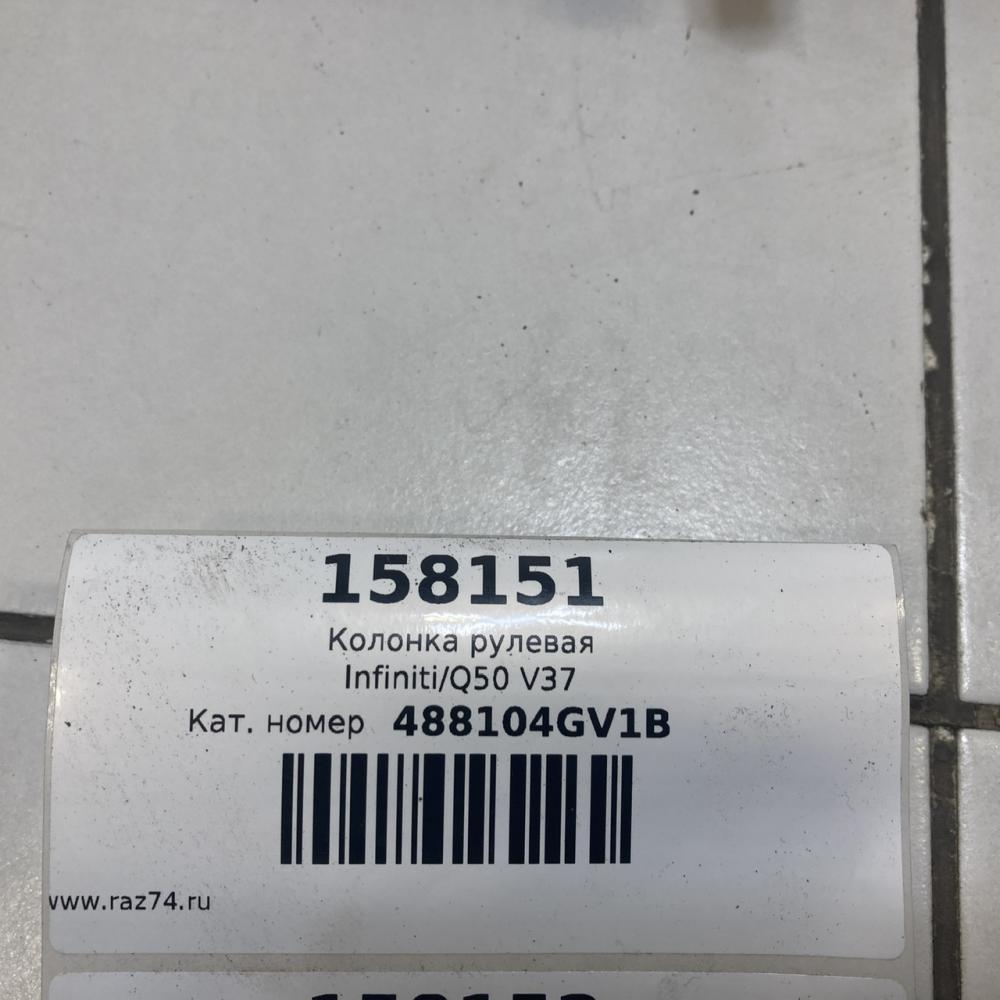 158151
Колонка рулевая
Infiniti/Q50 V37
Кат. номер 488104GV1B
www.raz74.ru